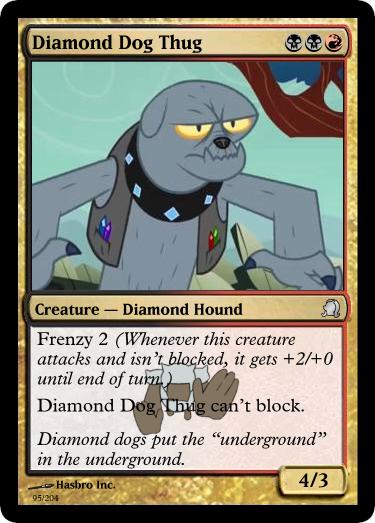 Diamond Dog Thug
Creature — Diamond Hound
Frenzy 2 (Whenever this creature
attacks and isn't blocked, it gets +2/+0
until end of turn.)
Diamond Dog Thug can't block.
Diamond dogs put the “underground”
in the underground.
4/3
Hasbro Inc.
95/204